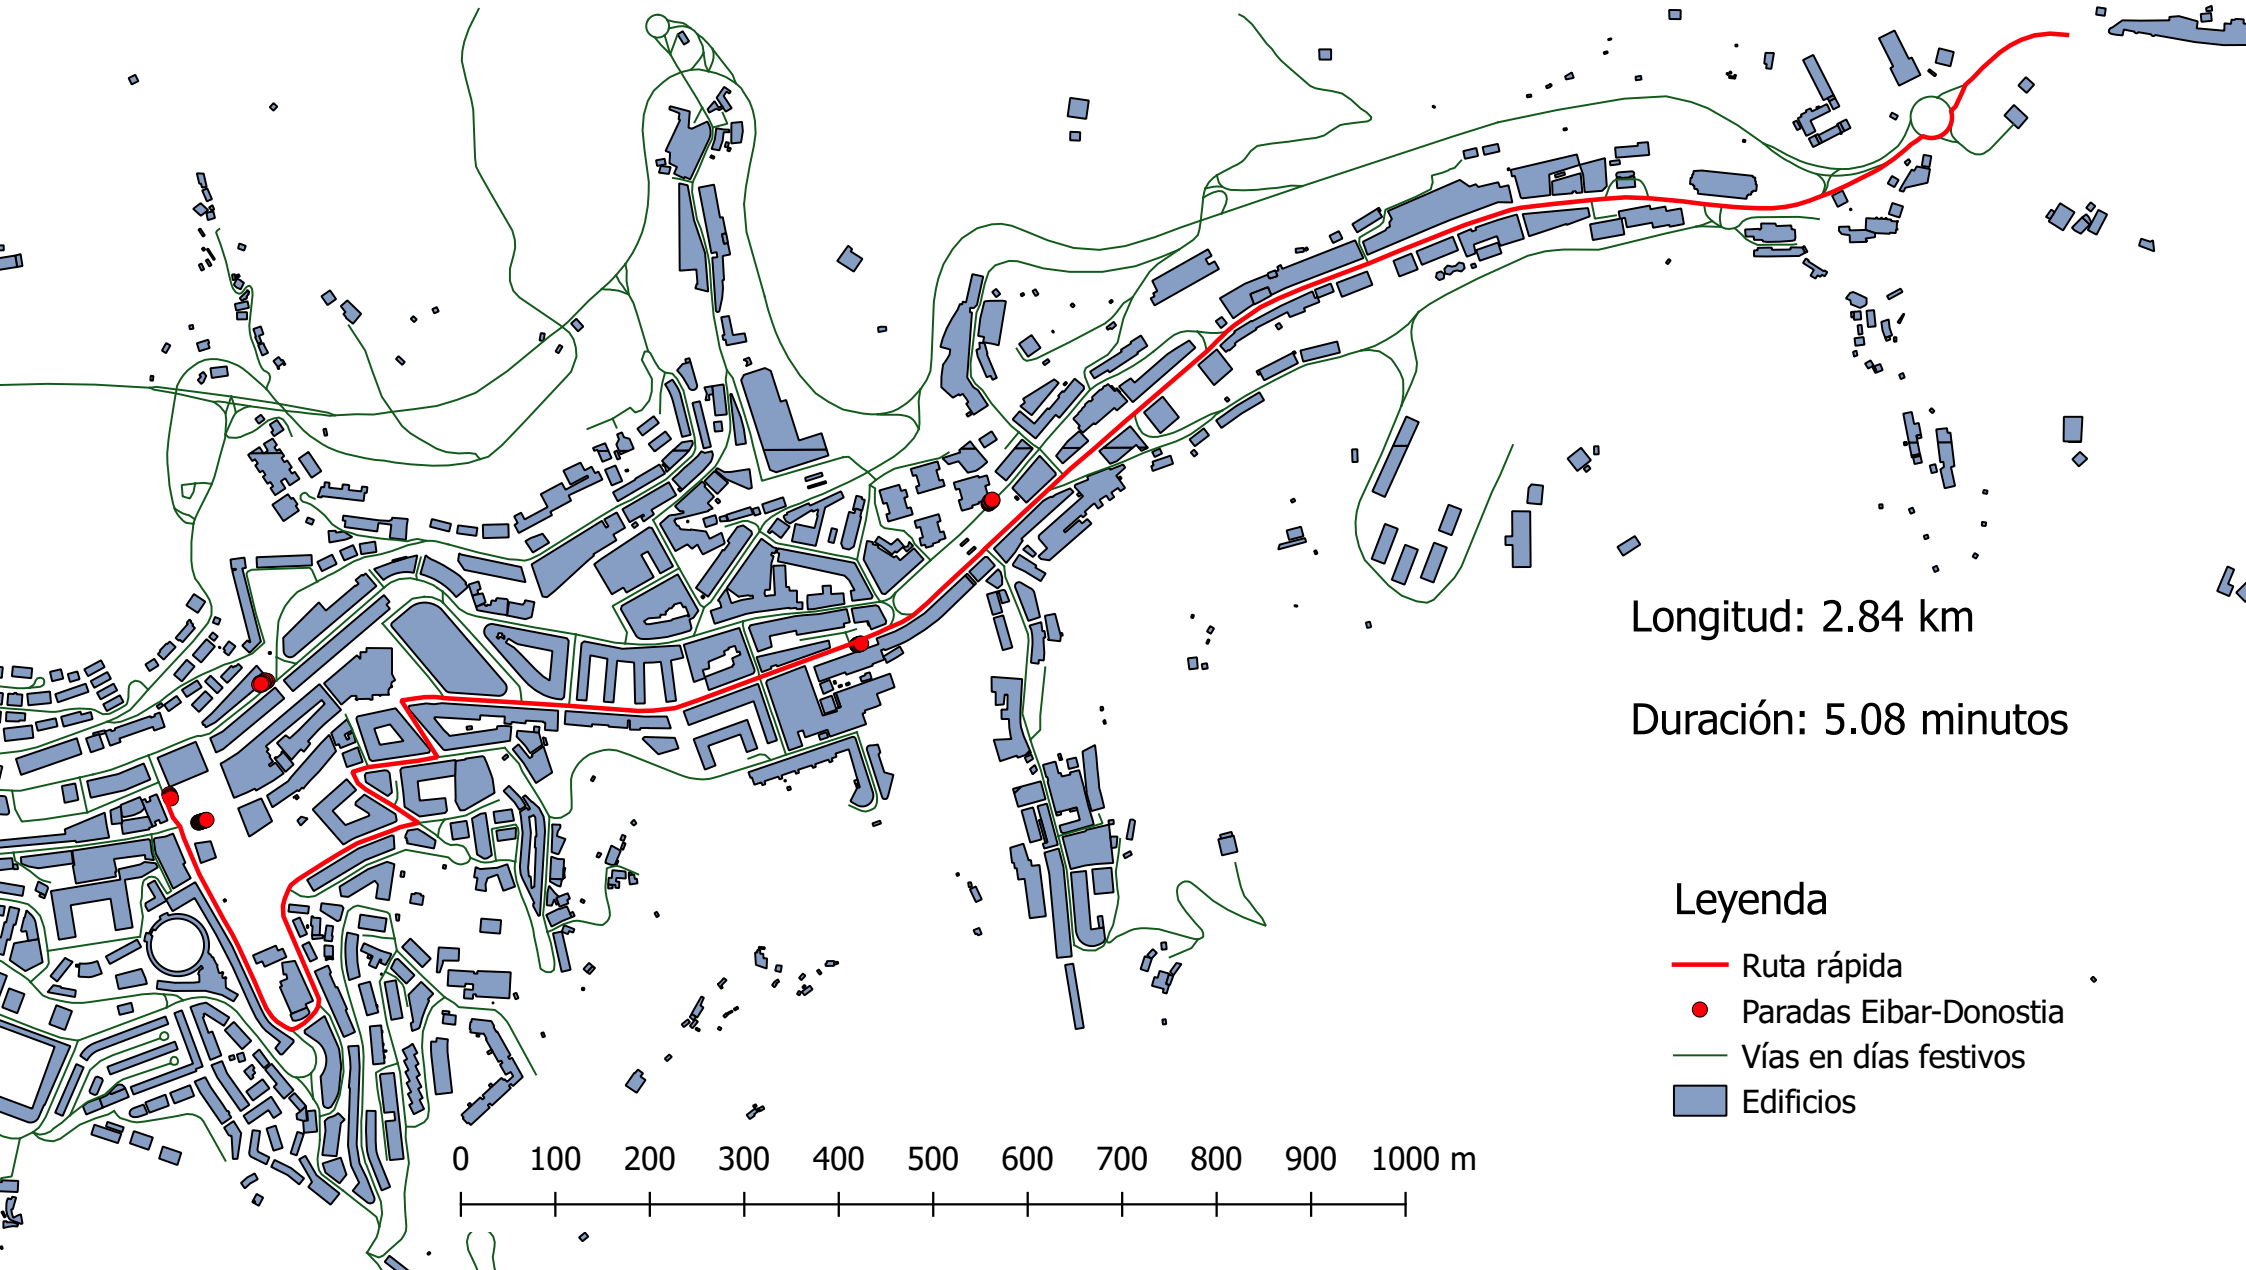 Longitud: 2.84 km
Duración: 5.08 minutos
Leyenda
Ruta rápida
Paradas Eibar-Donostia
Vías en días festivos
Edificios
0 100 200 300 400 500 600 700 800 900 1000 m